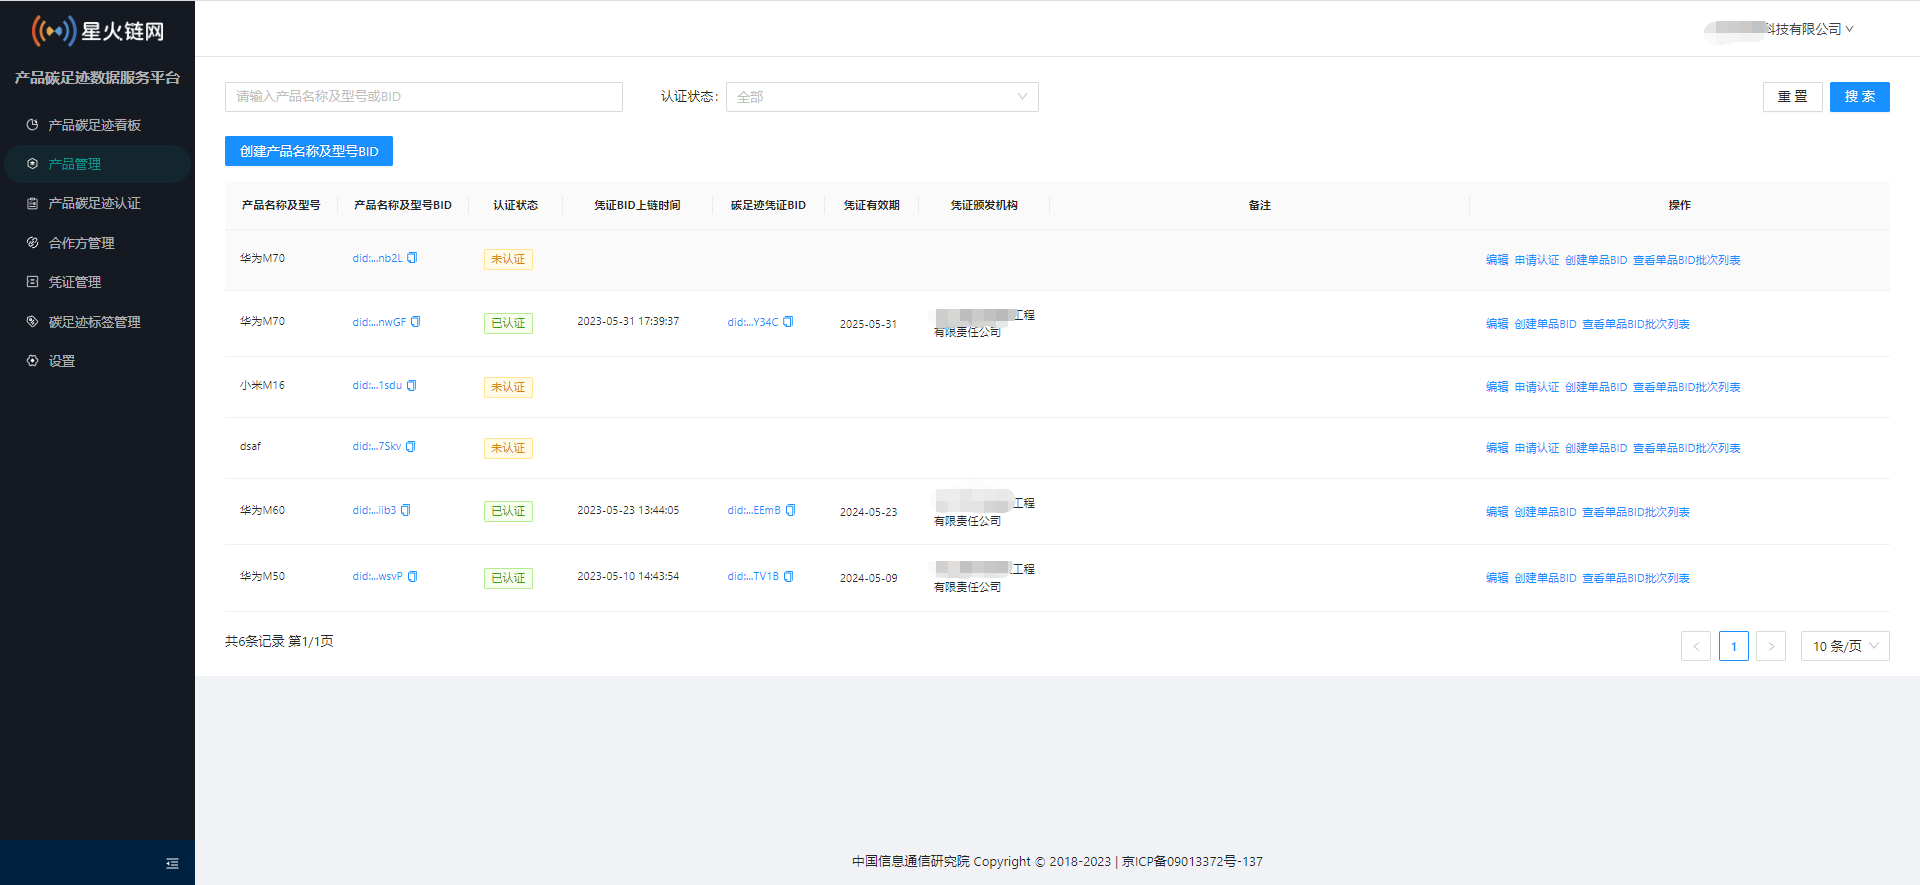 星火链网
产品碳足迹数据服务平台
产品碳足迹看板
产品管理
产品碳足迹认证
合作方管理
凭证管理
碳足迹标签管理
设置
科技有限公司
请输入产品名称及型号或BID
认证状态: 全部
重 置 搜 索
创建产品名称及型号BID
产品名称及型号 产品名称及型号BID 认证状态 凭证BID上链时间 碳足迹凭证BID 凭证有效期 凭证颁发机构 备注 操作
华为M70 did:...nb2L 未认证 编辑 申请认证 创建单品BID 查看单品BID批次列表
华为M70 did:...nwGF 已认证 2023-05-31 17:39:37 did:...Y34C 2025-05-31 工程
有限责任公司 编辑 创建单品BID 查看单品BID批次列表
小米M16 did:...1sdu 未认证 编辑 申请认证 创建单品BID 查看单品BID批次列表
dsaf did:...7Skv 未认证 编辑 申请认证 创建单品BID 查看单品BID批次列表
华为M60 did:...iib3 已认证 2023-05-23 13:44:05 did:...EEmB 2024-05-23 工程
有限责任公司 编辑 创建单品BID 查看单品BID批次列表
华为M50 did:...wsvP 已认证 2023-05-10 14:43:54 did:...TV1B 2024-05-09 工程
有限责任公司 编辑 创建单品BID 查看单品BID批次列表
共6条记录 第1/1页
< 1 > 10 条/页
中国信息通信研究院 Copyright © 2018-2023 | 京ICP备09013372号-137